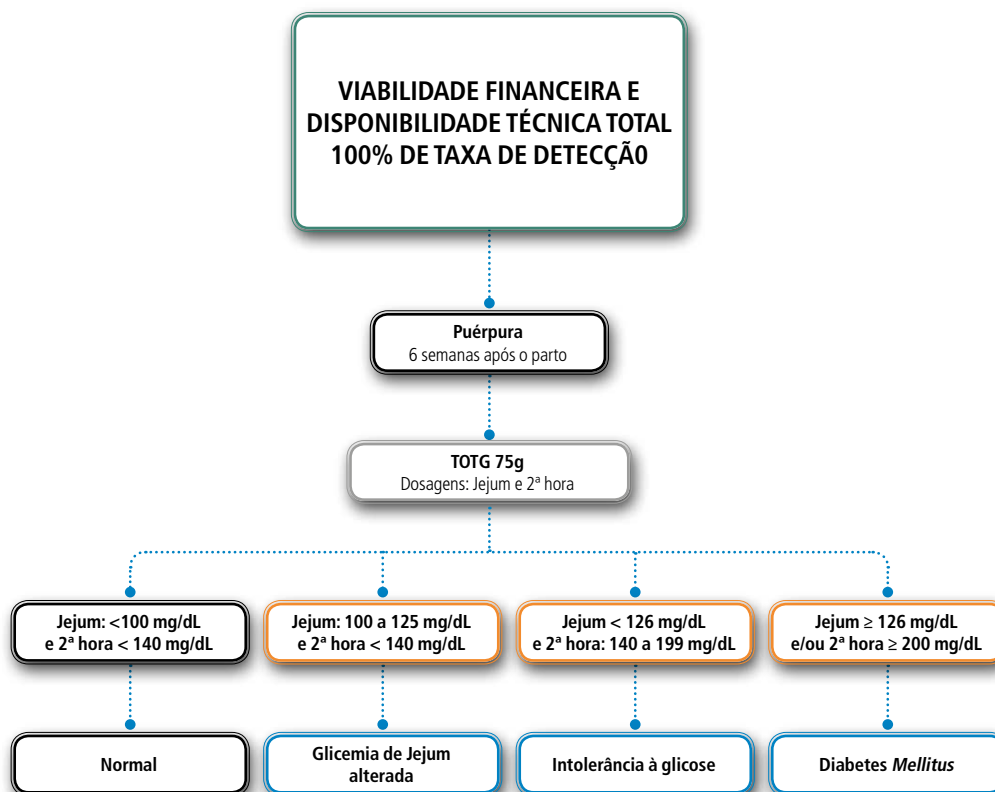 VIABILIDADE FINANCEIRA E
DISPONIBILIDADE TÉCNICA TOTAL
100% DE TAXA DE DETECÇÃ0
Puérpura
6 semanas após o parto
TOTG 75g
Dosagens: Jejum e 2ª hora
Jejum: <100 mg/dL
e 2ª hora < 140 mg/dL
Jejum: 100 a 125 mg/dL
e 2ª hora < 140 mg/dL
Jejum < 126 mg/dL
e 2ª hora: 140 a 199 mg/dL
Jejum ≥ 126 mg/dL
e/ou 2ª hora ≥ 200 mg/dL
Normal
Glicemia de Jejum
alterada
Intolerância à glicose
Diabetes Mellitus